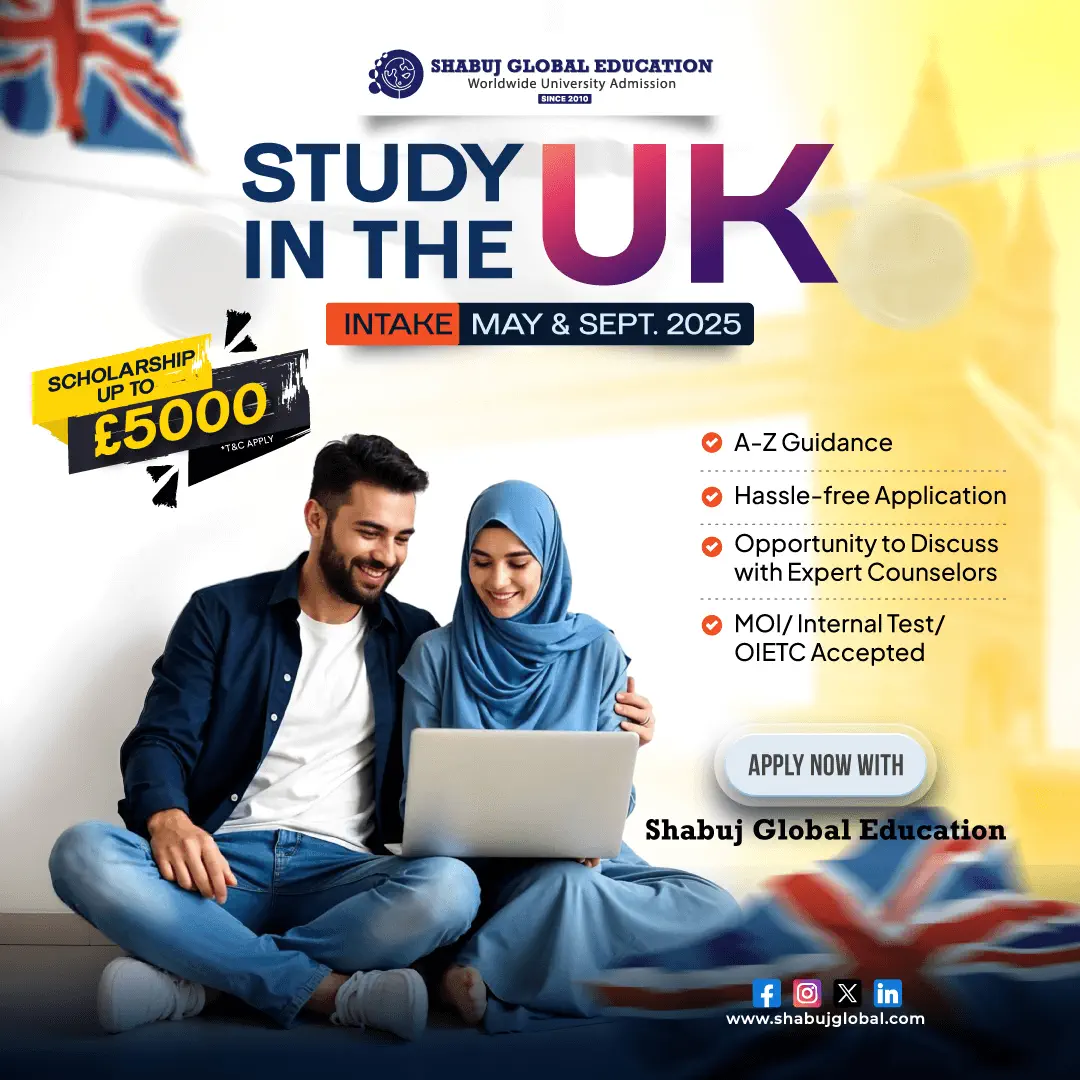 SHABUJ GLOBAL EDUCATION
Worldwide University Admission
SINCE 2010
STUDY
IN THE
UK
INTAKE MAY & SEPT. 2025
SCHOLARSHIP
UP TO
£5000
*T&C APPLY
A-Z Guidance
Hassle-free Application
Opportunity to Discuss
with Expert Counselors
MOI/ Internal Test/
OIETC Accepted
APPLY NOW WITH
Shabuj Global Education
www.shabujglobal.com